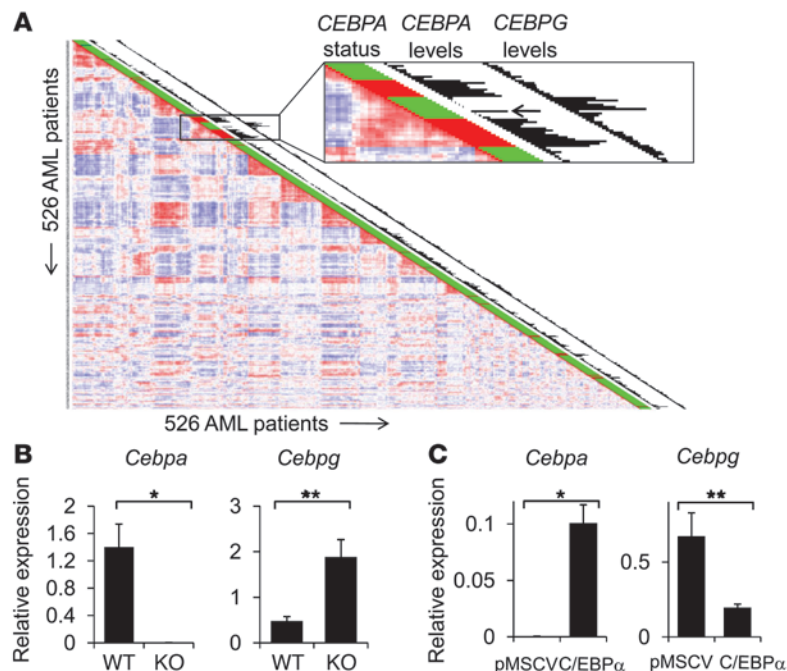 A
CEBPA CEBPA CEBPG
status levels levels
526 AML patients
526 AML patients
B
Cebpa
Cebpg
Relative expression
2
1.6
1.2
0.8
0.4
0
WT KO
*
3
2
1
0
WT KO
**
C
Cebpa
Cebpg
Relative expression
0.1
0.05
0
pMSCV C/EBPα
*
0.5
0
pMSCV C/EBPα
**